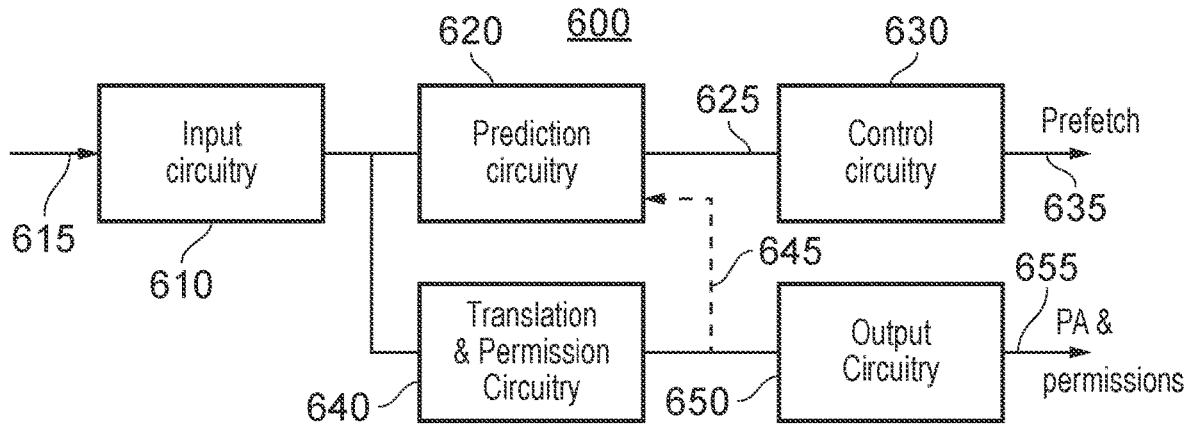 600
620
630
625
Input
circuitry
Prediction
circuitry
Control
circuitry
Prefetch
615
610
635
645
655
Translation
& Permission
Circuitry
Output
Circuitry
PA &
permissions
640
650